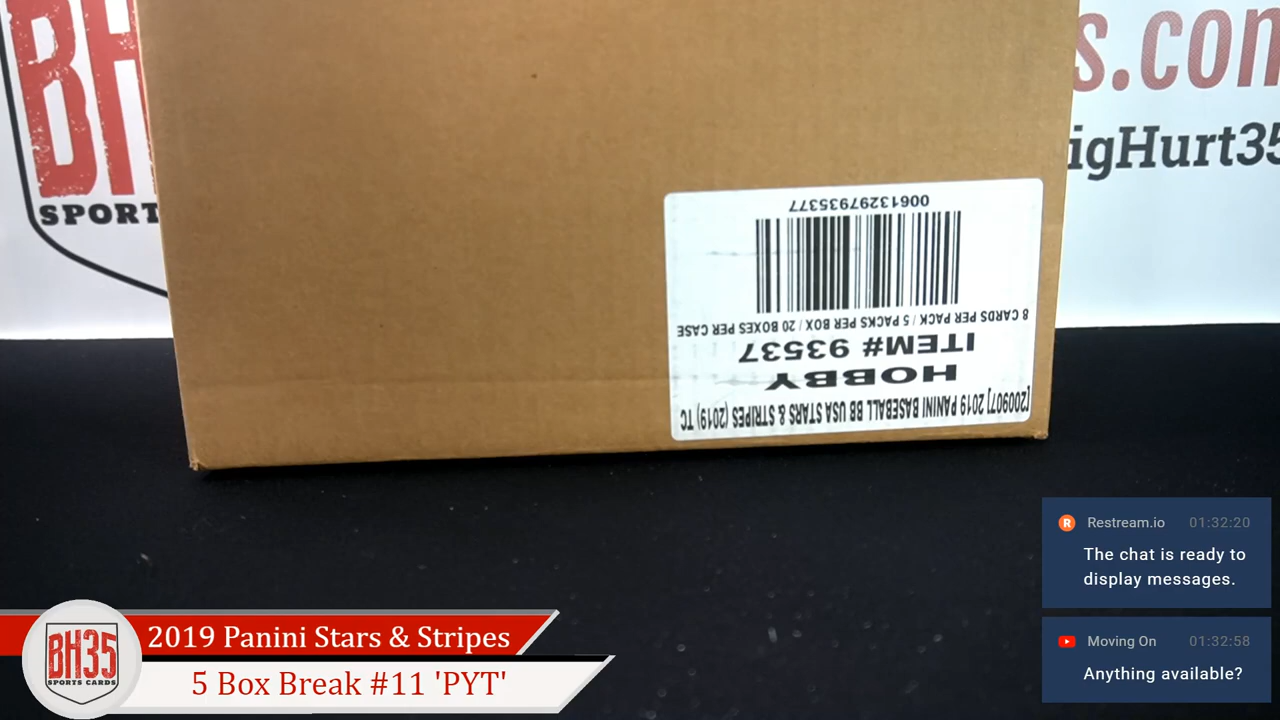 BH
SPORT
s.com
igHurt35
00613297935377
8 CARDS PER PACK / 5 PACKS PER BOX / 20 BOXES PER CASE
ITEM# 93537
HOBBY
[200907] 2019 PANINI BASEBALL BB USA STARS & STRIPES (2019) TC
Restream.io 01:32:20
The chat is ready to
display messages.
Moving On 01:32:58
Anything available?
BH35
SPORTS CARDS
2019 Panini Stars & Stripes
5 Box Break #11 'PYT'